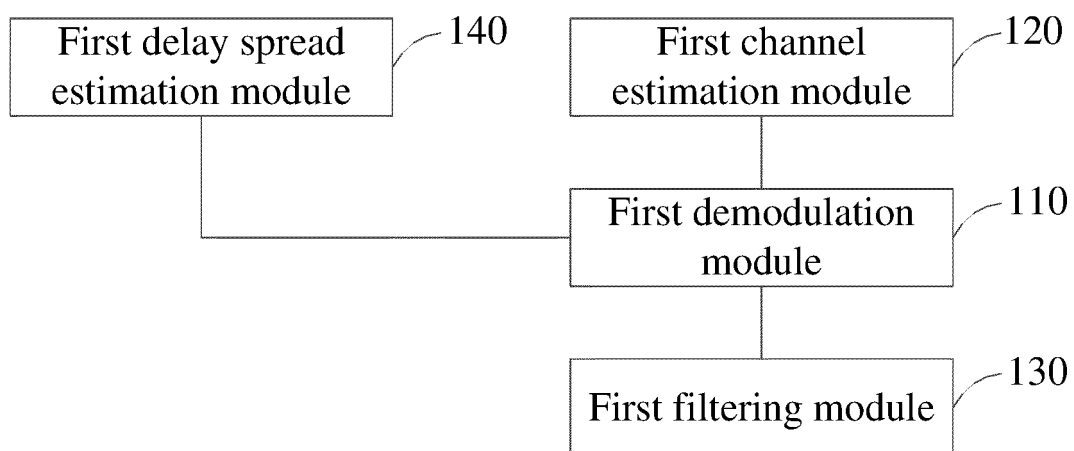 First delay spread
estimation module
140
First channel
estimation module
120
First demodulation
module
110
First filtering module
130